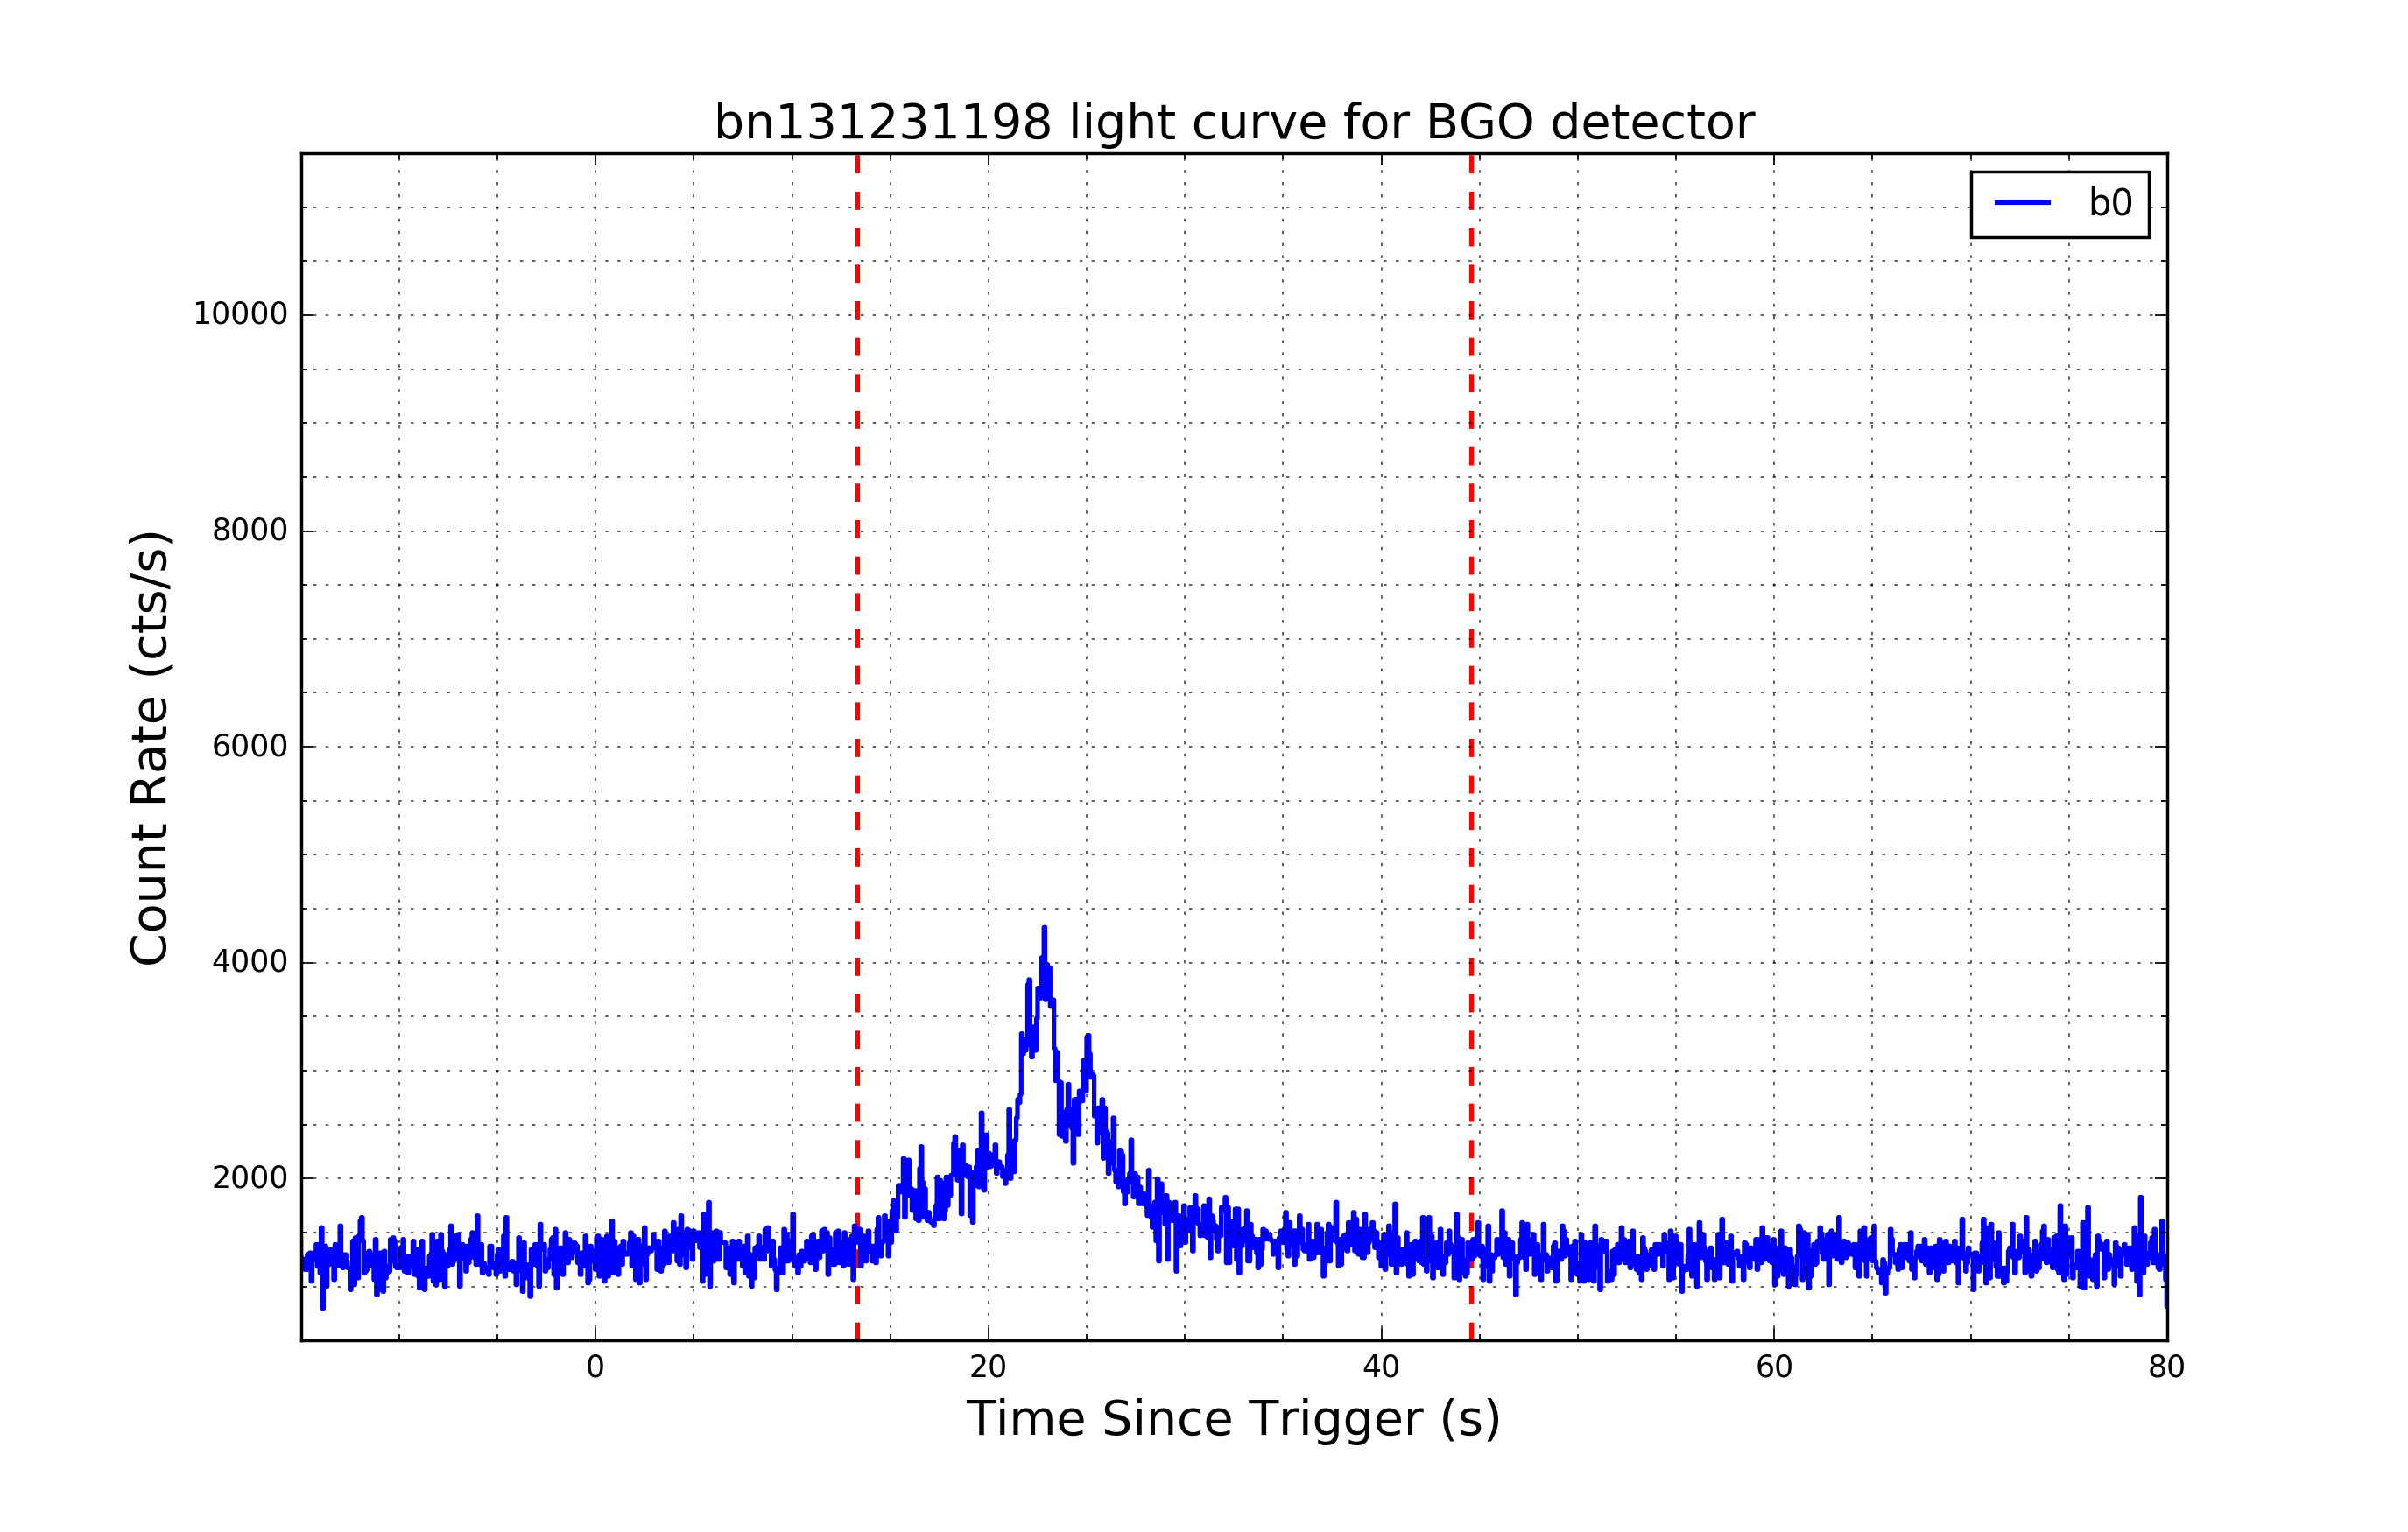 bn131231198 light curve for BGO detector
b0
10000
8000
6000
4000
2000
Count Rate (cts/s)
0 20 40 60 80
Time Since Trigger (s)